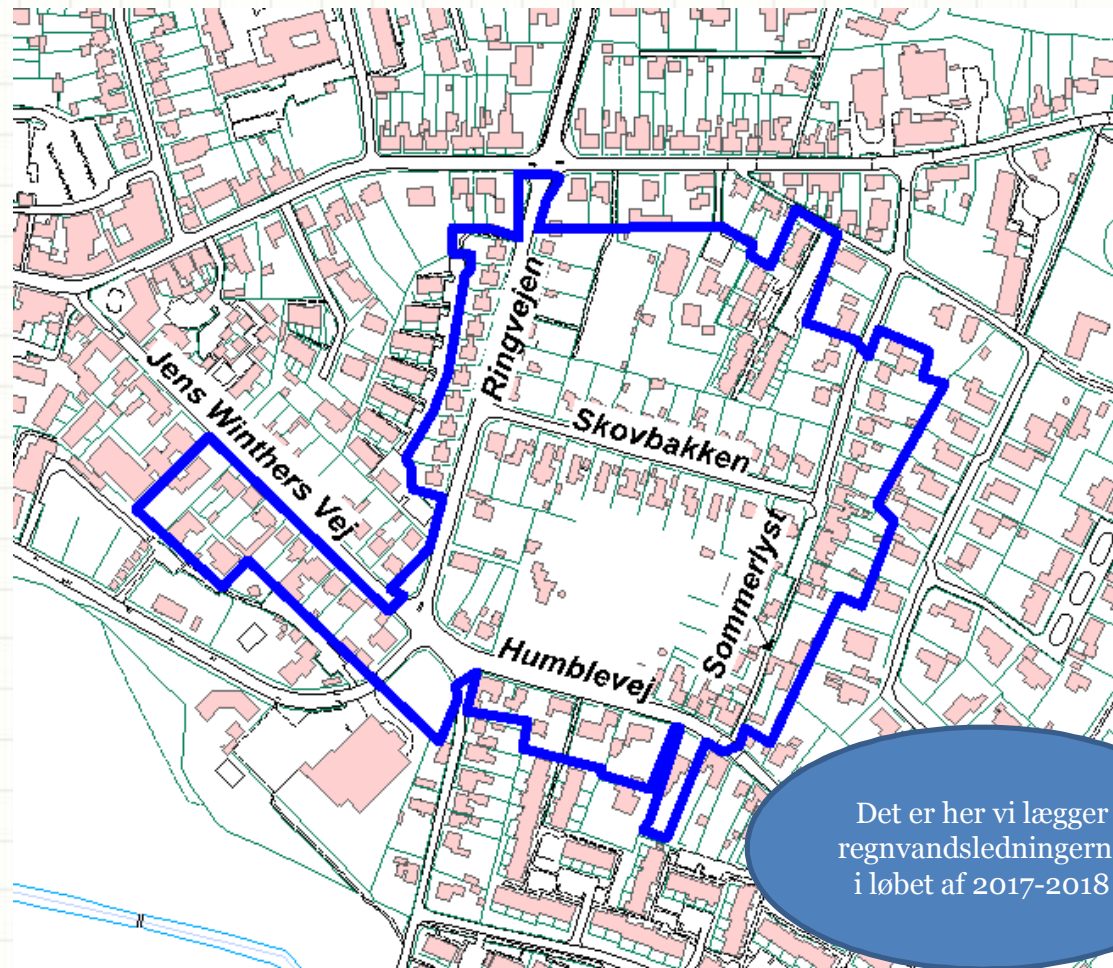 Ringvejen
Jens Winthers Vej
Skovbakken
Sommerlyst
Humblevej
Det er her vi lægger
regnvandsledningern
i løbet af 2017-2018